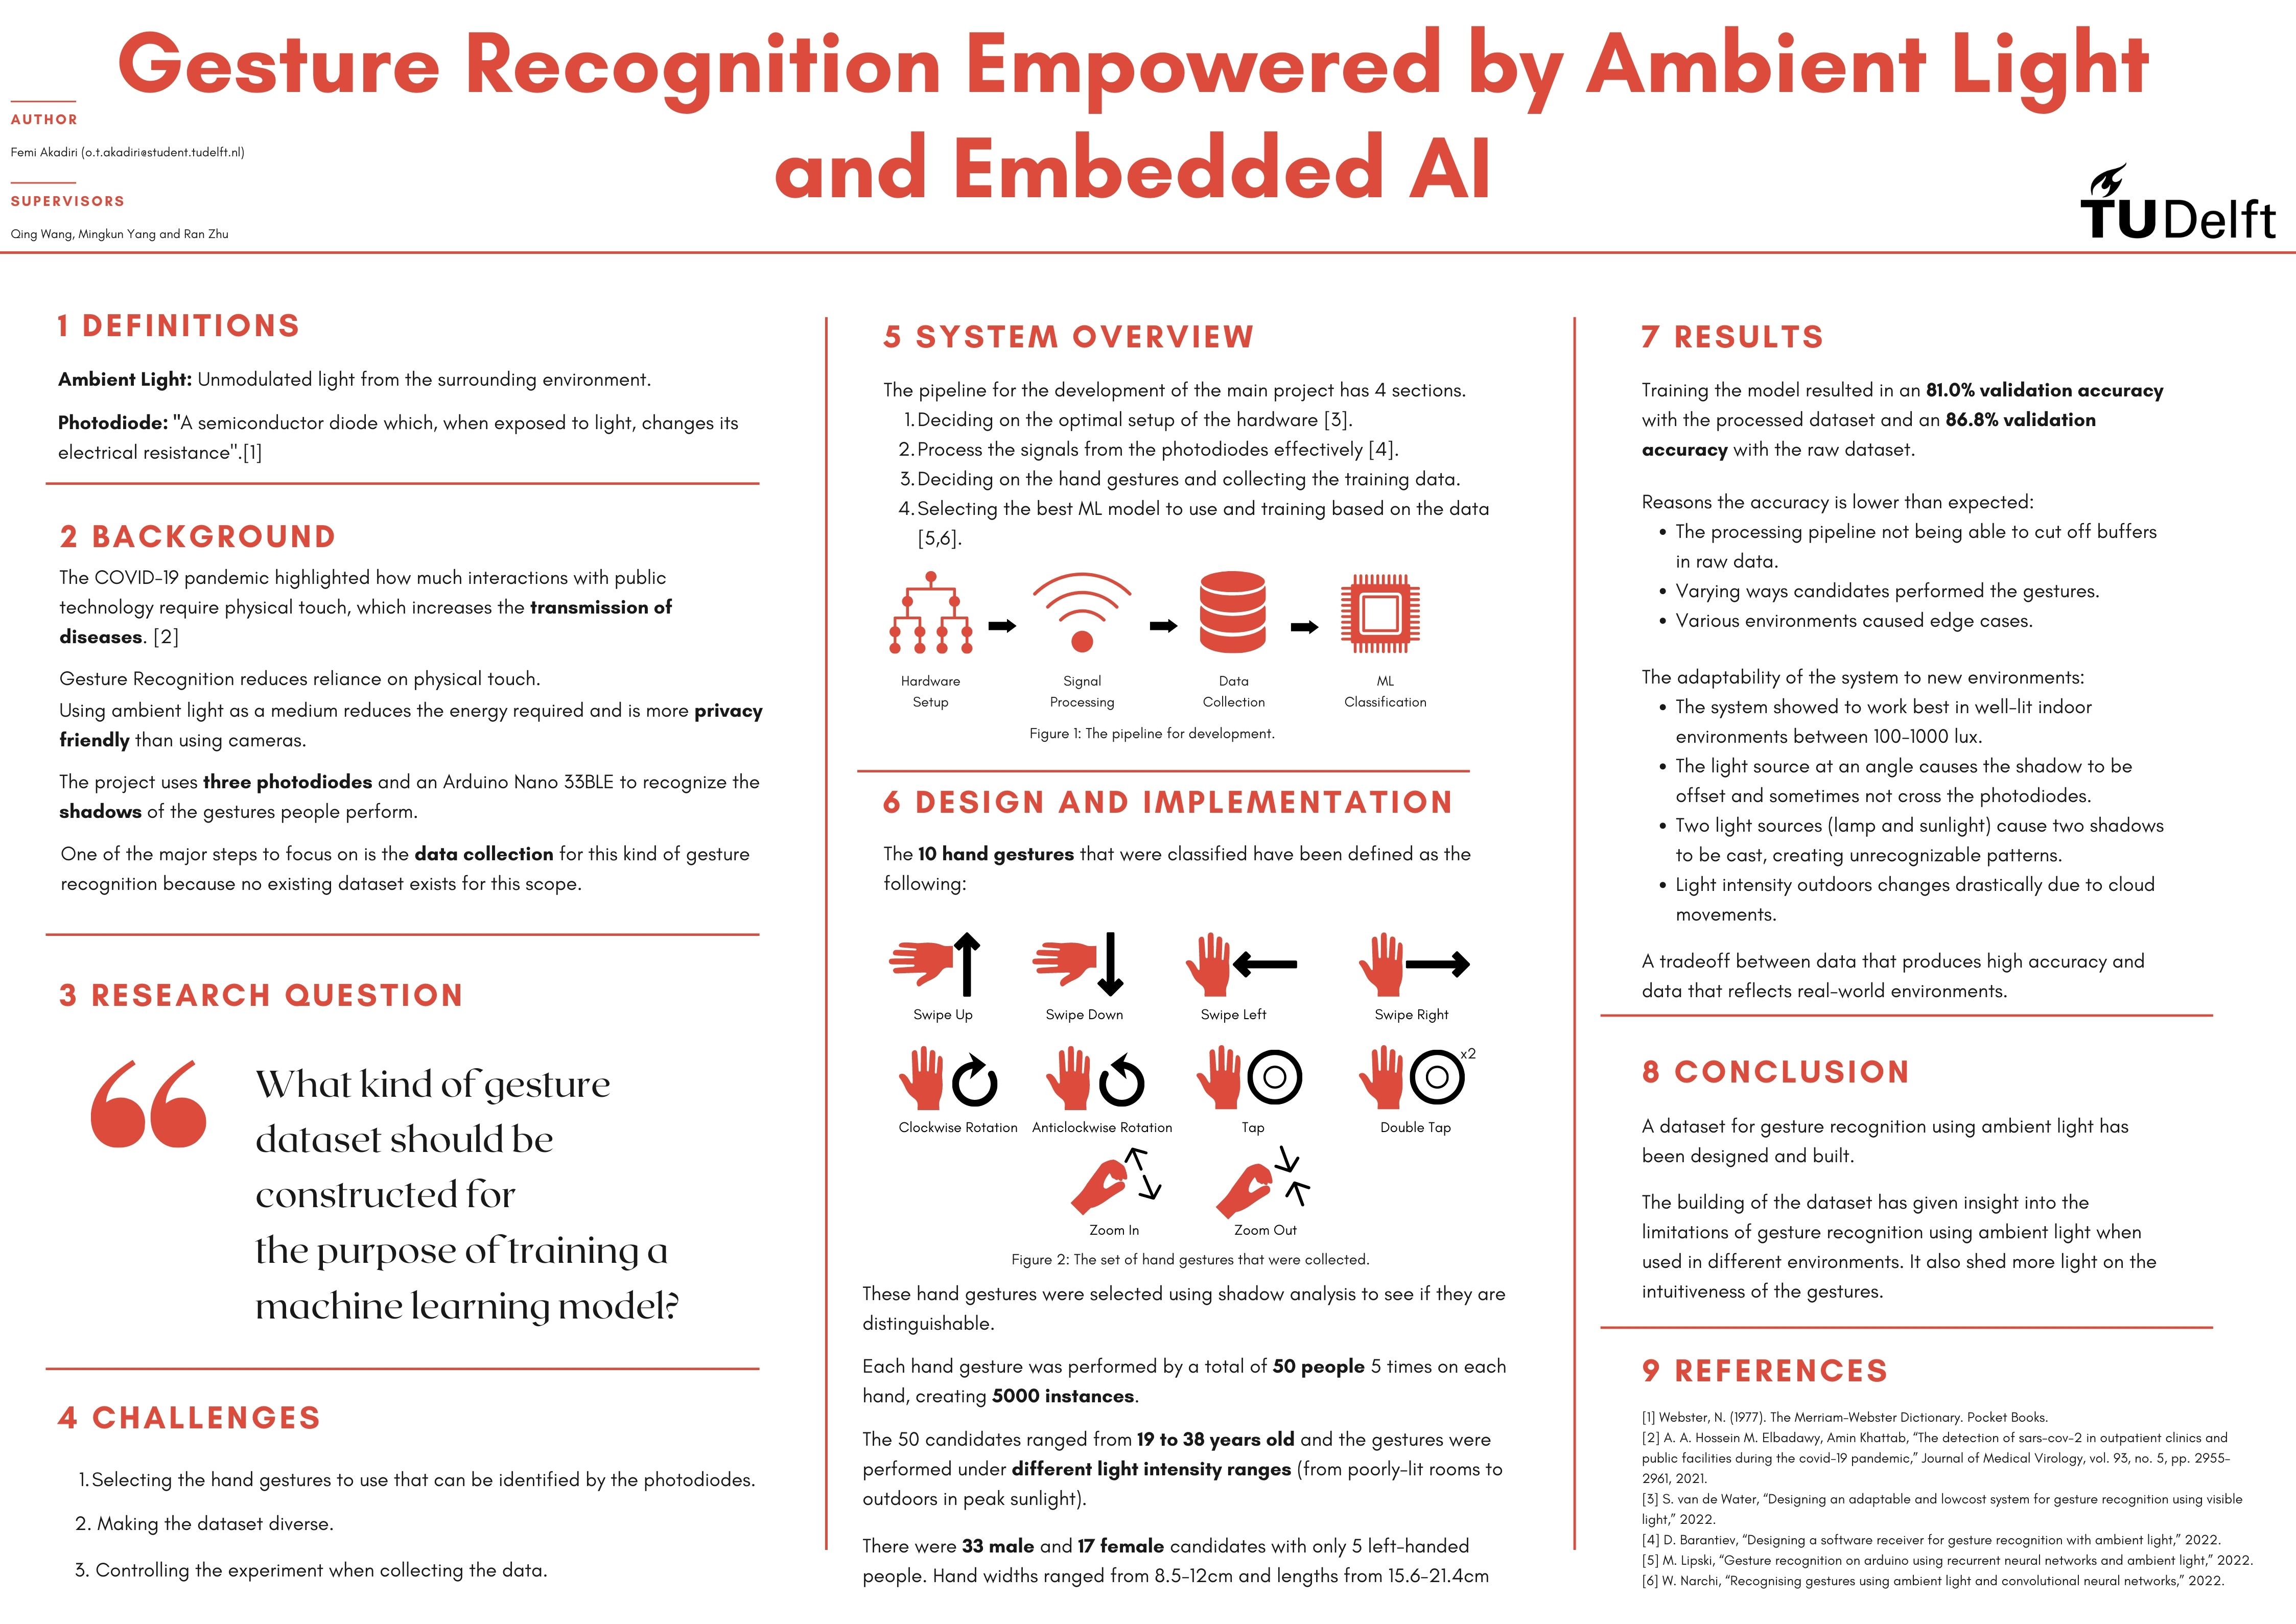 Gesture Recognition Empowered by Ambient Light
and Embedded AI
AUTHOR
Femi Akadiri (o.t.akadiri@student.tudelft.nl)
SUPERVISORS
Qing Wang, Mingkun Yang and Ran Zhu
TU Delft
1 DEFINITIONS
Ambient Light: Unmodulated light from the surrounding environment.
Photodiode: "A semiconductor diode which, when exposed to light, changes its
electrical resistance".[1]
2 BACKGROUND
The COVID-19 pandemic highlighted how much interactions with public
technology require physical touch, which increases the transmission of
diseases. [2]
Gesture Recognition reduces reliance on physical touch.
Using ambient light as a medium reduces the energy required and is more privacy
friendly than using cameras.
The project uses three photodiodes and an Arduino Nano 33BLE to recognize the
shadows of the gestures people perform.
One of the major steps to focus on is the data collection for this kind of gesture
recognition because no existing dataset exists for this scope.
3 RESEARCH QUESTION
“
What kind of gesture
dataset should be
constructed for
the purpose of training a
machine learning model?
4 CHALLENGES
1. Selecting the hand gestures to use that can be identified by the photodiodes.
2. Making the dataset diverse.
3. Controlling the experiment when collecting the data.
5 SYSTEM OVERVIEW
The pipeline for the development of the main project has 4 sections.
1. Deciding on the optimal setup of the hardware [3].
2. Process the signals from the photodiodes effectively [4].
3. Deciding on the hand gestures and collecting the training data.
4. Selecting the best ML model to use and training based on the data
[5,6].
Hardware
Setup
Signal
Processing
Data
Collection
ML
Classification
Figure 1: The pipeline for development.
6 DESIGN AND IMPLEMENTATION
The 10 hand gestures that were classified have been defined as the
following:
Swipe Up
Swipe Down
Swipe Left
Swipe Right
x2
Clockwise Rotation
Anticlockwise Rotation
Tap
Double Tap
Zoom In
Zoom Out
Figure 2: The set of hand gestures that were collected.
These hand gestures were selected using shadow analysis to see if they are
distinguishable.
Each hand gesture was performed by a total of 50 people 5 times on each
hand, creating 5000 instances.
The 50 candidates ranged from 19 to 38 years old and the gestures were
performed under different light intensity ranges (from poorly-lit rooms to
outdoors in peak sunlight).
There were 33 male and 17 female candidates with only 5 left-handed
people. Hand widths ranged from 8.5-12cm and lengths from 15.6-21.4cm
7 RESULTS
Training the model resulted in an 81.0% validation accuracy
with the processed dataset and an 86.8% validation
accuracy with the raw dataset.
Reasons the accuracy is lower than expected:
• The processing pipeline not being able to cut off buffers
in raw data.
• Varying ways candidates performed the gestures.
• Various environments caused edge cases.
The adaptability of the system to new environments:
• The system showed to work best in well-lit indoor
environments between 100-1000 lux.
• The light source at an angle causes the shadow to be
offset and sometimes not cross the photodiodes.
• Two light sources (lamp and sunlight) cause two shadows
to be cast, creating unrecognizable patterns.
• Light intensity outdoors changes drastically due to cloud
movements.
A tradeoff between data that produces high accuracy and
data that reflects real-world environments.
8 CONCLUSION
A dataset for gesture recognition using ambient light has
been designed and built.
The building of the dataset has given insight into the
limitations of gesture recognition using ambient light when
used in different environments. It also shed more light on the
intuitiveness of the gestures.
9 REFERENCES
[1] Webster, N. (1977). The Merriam-Webster Dictionary. Pocket Books.
[2] A. A. Hossein M. Elbadawy, Amin Khattab, “The detection of sars-cov-2 in outpatient clinics and
public facilities during the covid-19 pandemic,” Journal of Medical Virology, vol. 93, no. 5, pp. 2955-
2961, 2021.
[3] S. van de Water, “Designing an adaptable and lowcost system for gesture recognition using visible
light,” 2022.
[4] D. Barantiev, “Designing a software receiver for gesture recognition with ambient light,” 2022.
[5] M. Lipski, “Gesture recognition on arduino using recurrent neural networks and ambient light,” 2022.
[6] W. Narchi, “Recognising gestures using ambient light and convolutional neural networks,” 2022.